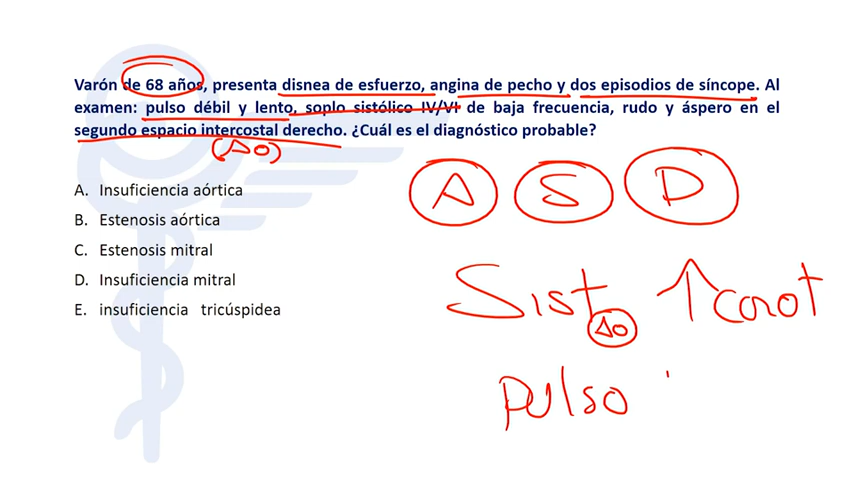 Varón de 68 años, presenta disnea de esfuerzo, angina de pecho y dos episodios de síncope. Al
examen: pulso débil y lento, soplo sistólico IV/VI de baja frecuencia, rudo y áspero en el
segundo espacio intercostal derecho. ¿Cuál es el diagnóstico probable?
(AO)
A. Insuficiencia aórtica
B. Estenosis aórtica
C. Estenosis mitral
D. Insuficiencia mitral
E. insuficiencia tricúspidea
A S D
Sist AO ↑ carot
pulso